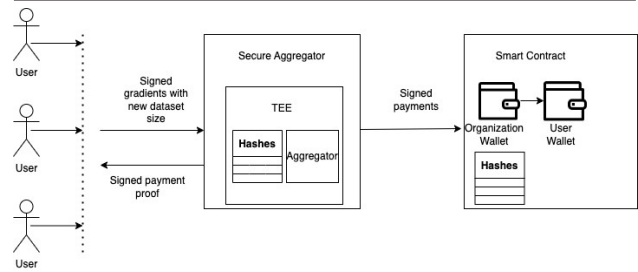 User
User
User
Signed
gradients with
new dataset
size
Signed payment
proof
Secure Aggregator
TEE
Hashes
Aggregator
Signed
payments
Smart Contract
Organization
Wallet
User
Wallet
Hashes